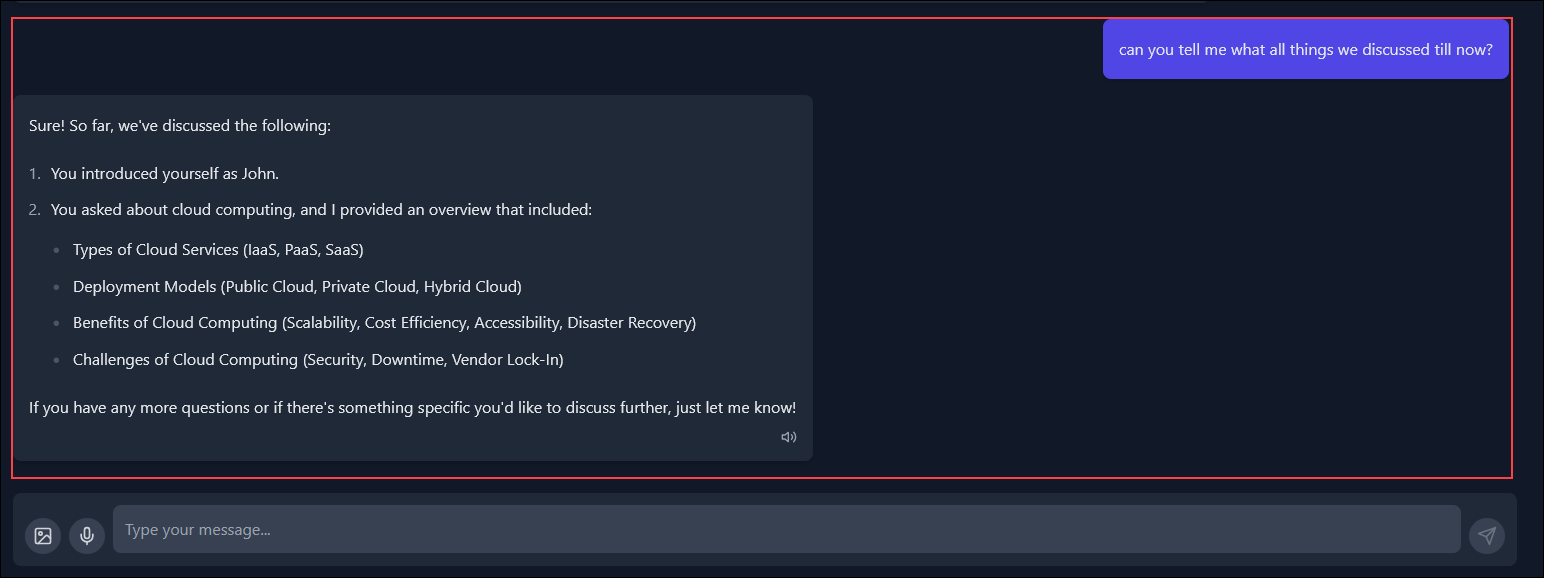 can you tell me what all things we discussed till now?
Sure! So far, we've discussed the following:
1. You introduced yourself as John.
2. You asked about cloud computing, and I provided an overview that included:
• Types of Cloud Services (IaaS, PaaS, SaaS)
• Deployment Models (Public Cloud, Private Cloud, Hybrid Cloud)
• Benefits of Cloud Computing (Scalability, Cost Efficiency, Accessibility, Disaster Recovery)
• Challenges of Cloud Computing (Security, Downtime, Vendor Lock-In)
If you have any more questions or if there's something specific you'd like to discuss further, just let me know!
Type your message...